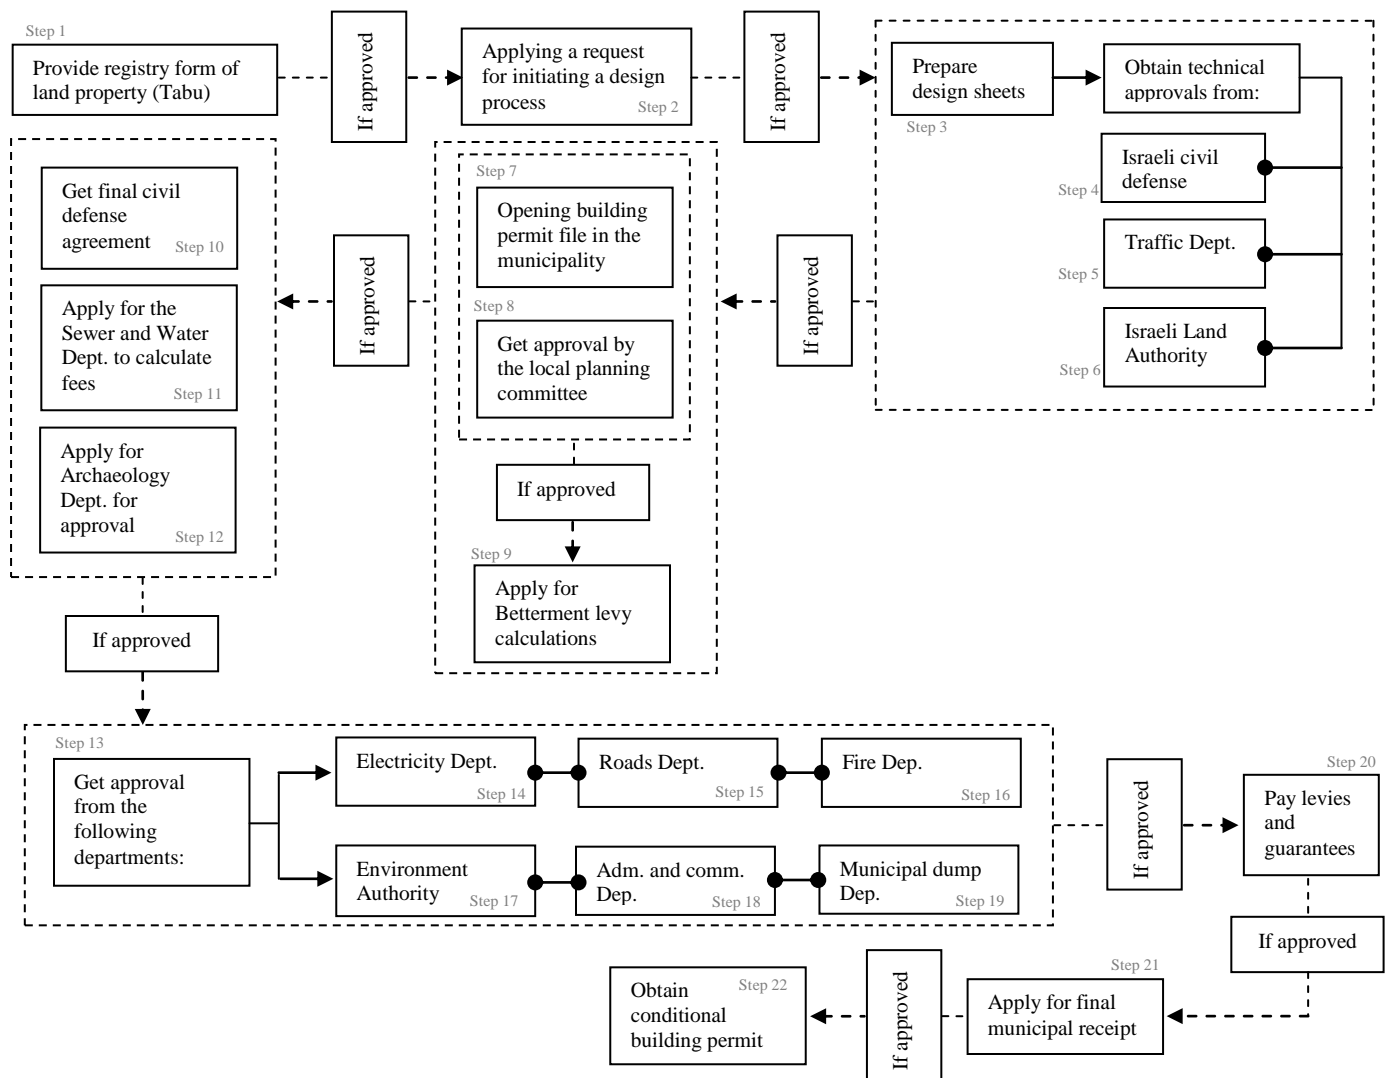 Step 1
Provide registry form of
land property (Tabu)
If approved
Applying a request
for initiating a design
process
Step 2
If approved
Prepare
design sheets
Step 3
Obtain technical
approvals from:
Israeli civil
defense
Step 4
Traffic Dept.
Step 5
Israeli Land
Authority
Step 6
If approved
Step 7
Opening building
permit file in the
municipality
Step 8
Get approval by
the local planning
committee
If approved
Step 9
Apply for
Betterment levy
calculations
If approved
Get final civil
defense
agreement
Step 10
Apply for the
Sewer and Water
Dept. to calculate
fees
Step 11
Apply for
Archaeology
Dept. for
approval
Step 12
If approved
Step 13
Get approval
from the
following
departments:
Electricity Dept.
Step 14
Roads Dept.
Step 15
Fire Dep.
Step 16
Environment
Authority
Step 17
Adm. and comm.
Dep.
Step 18
Municipal dump
Dep.
Step 19
If approved
Step 20
Pay levies
and
guarantees
If approved
Step 21
Apply for final
municipal receipt
If approved
Step 22
Obtain
conditional
building permit